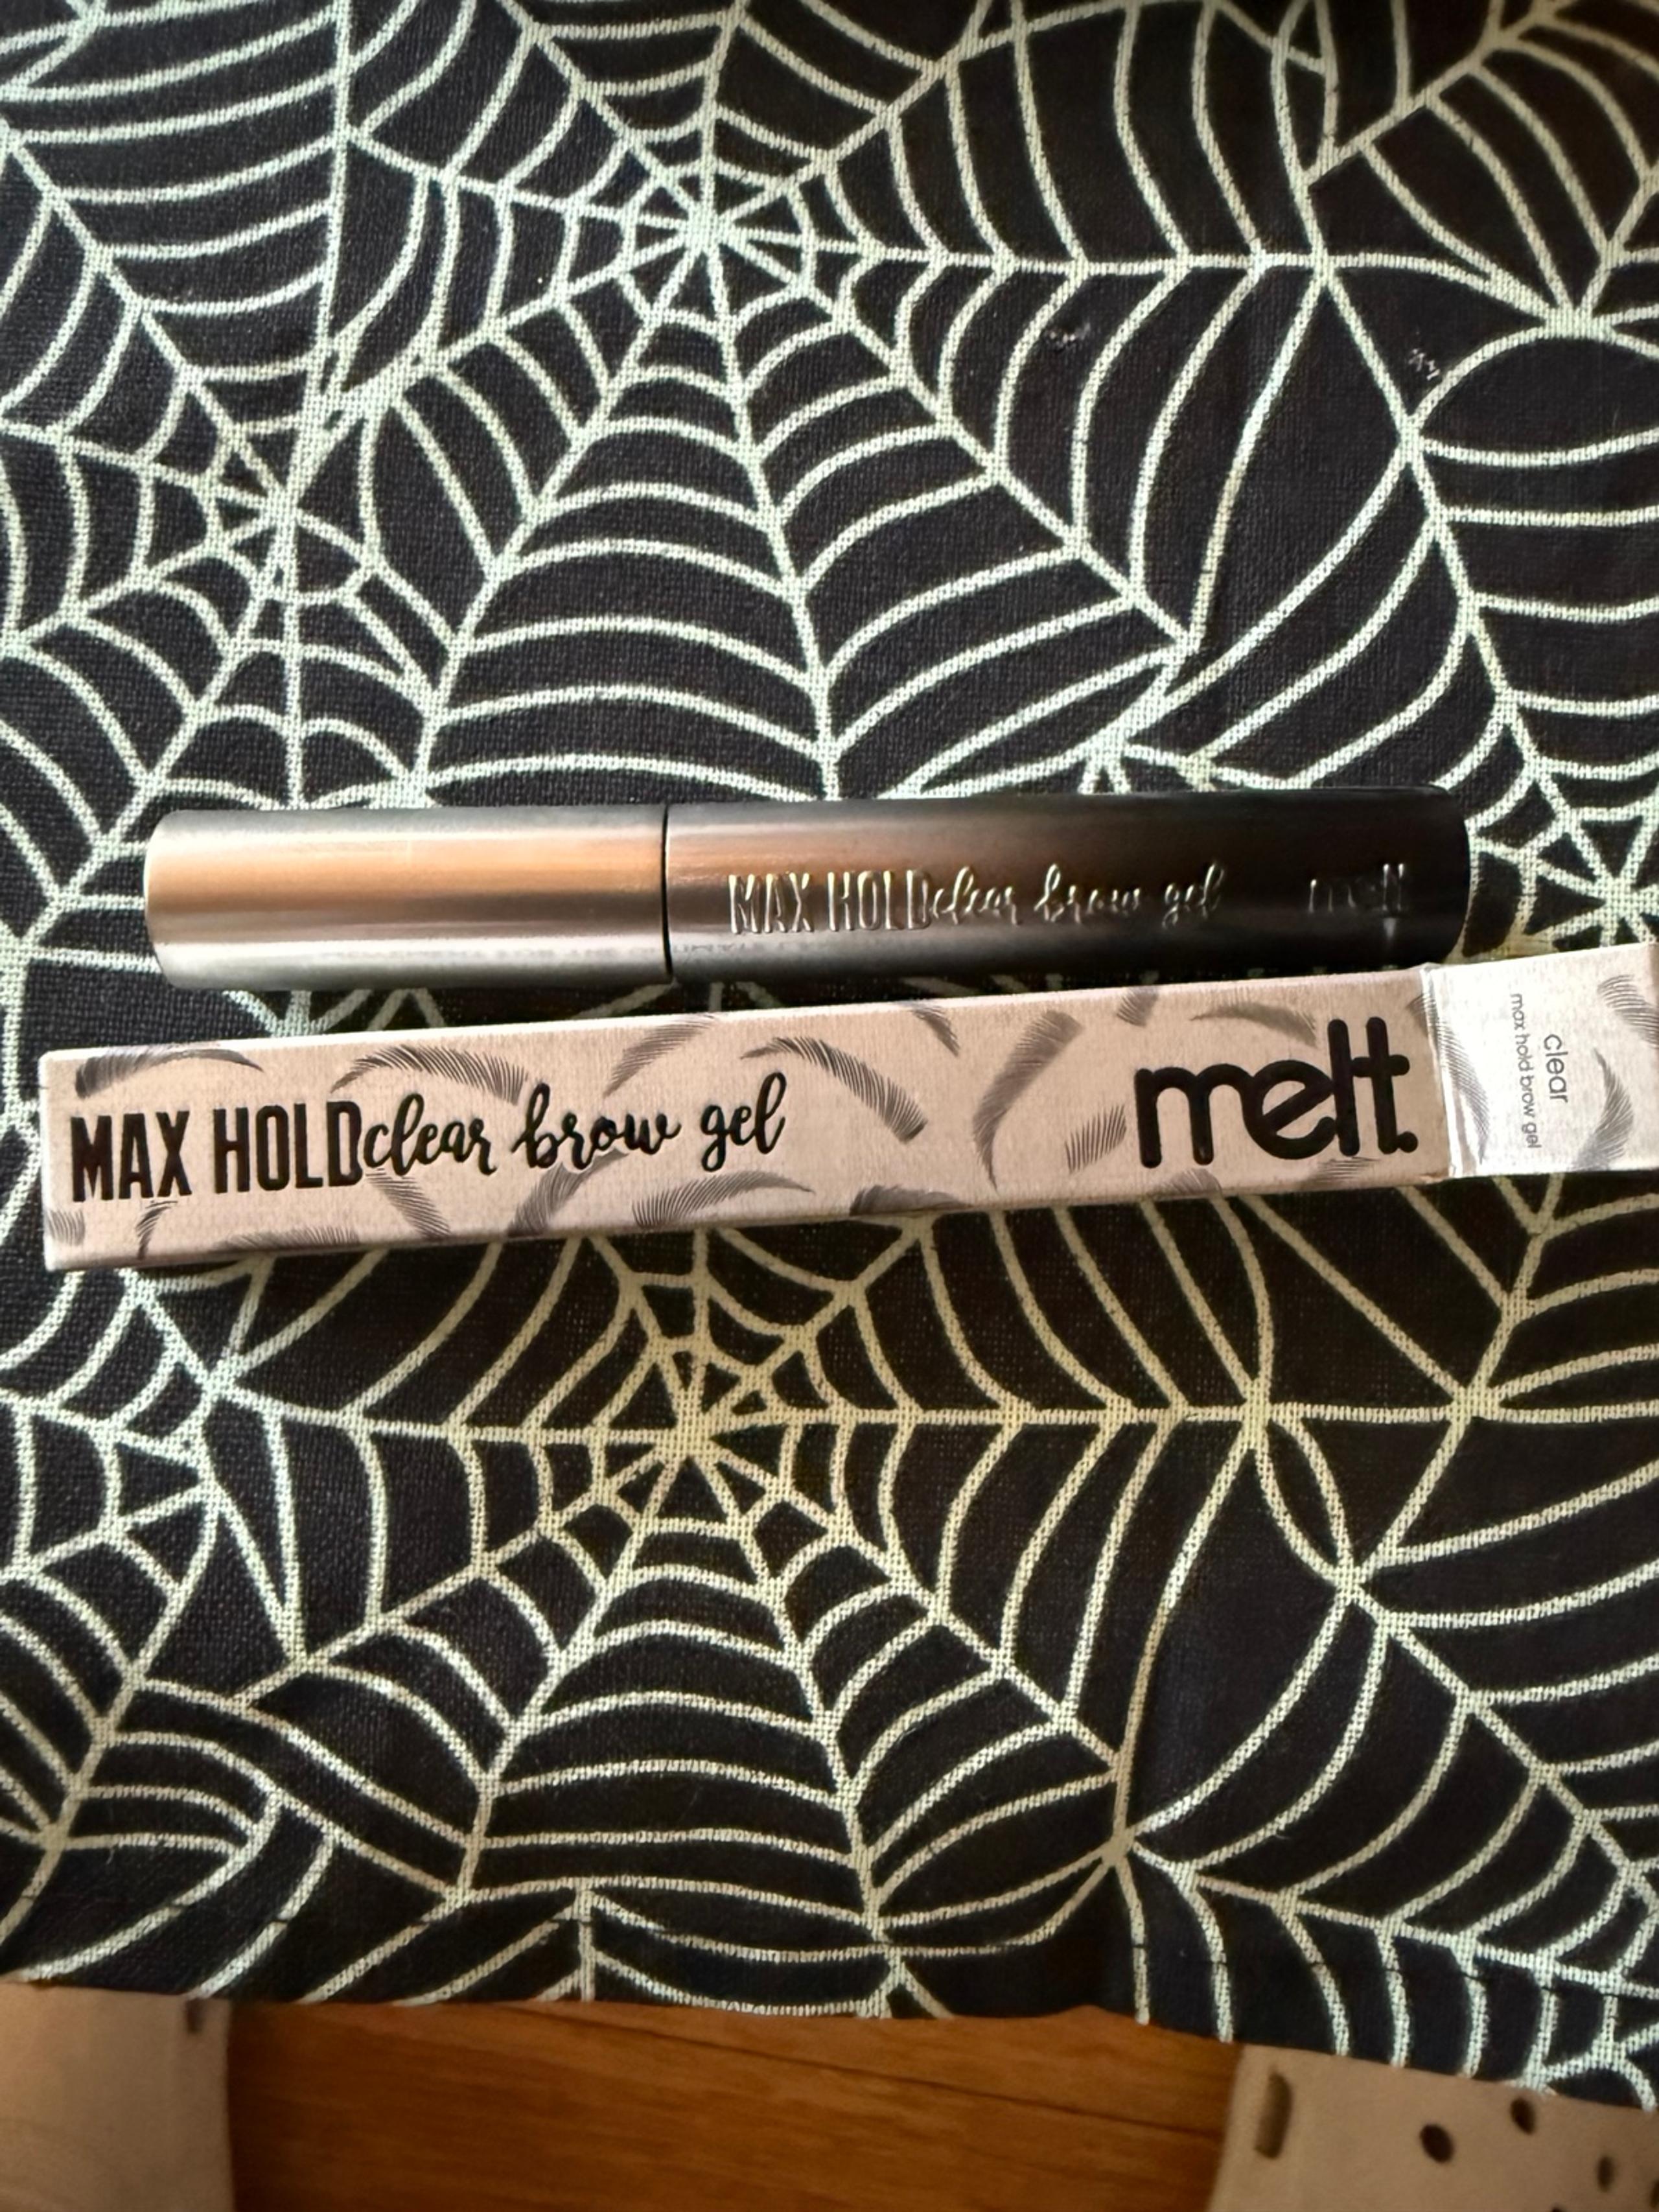 MAX HOLD clear brow gel melt
MAX HOLD clear brow gel melt.
clear
max hold brow gel